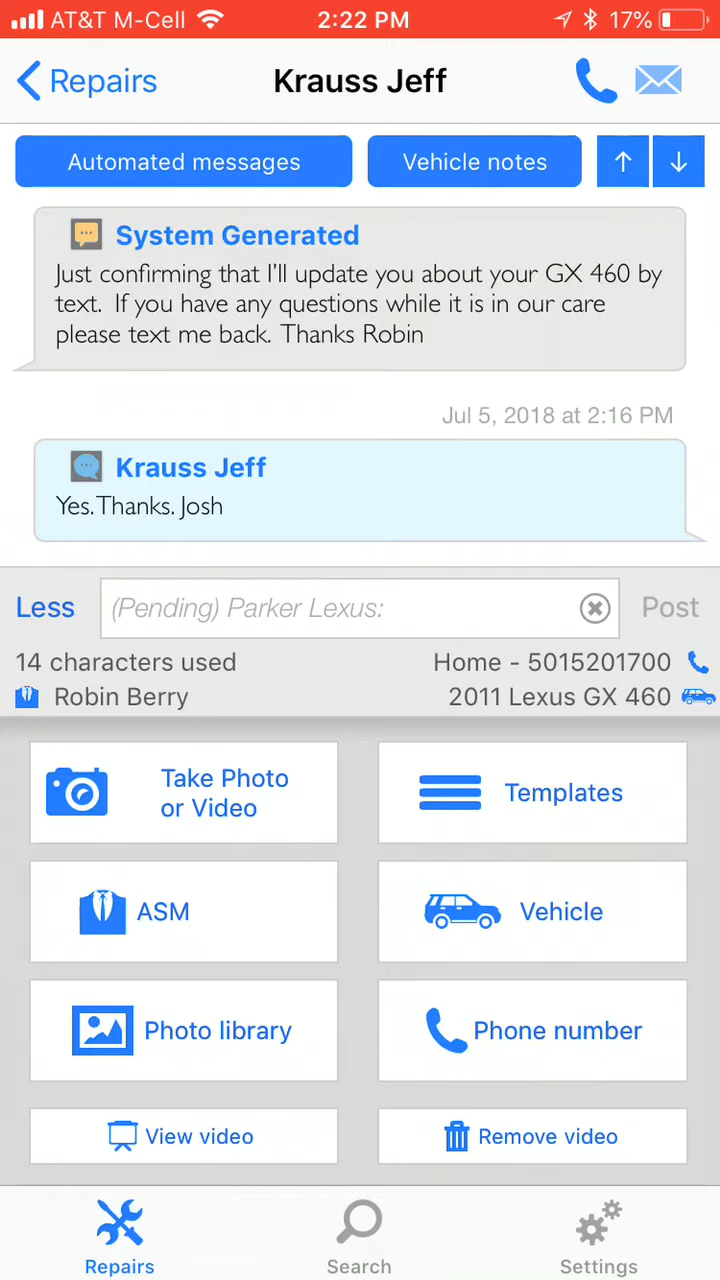 AT&T M-Cell 2:22 PM 17%
Repairs Krauss Jeff
Automated messages Vehicle notes
System Generated
Just confirming that I'll update you about your GX 460 by
text.  If you have any questions while it is in our care
please text me back.  Thanks Robin
Jul 5, 2018 at 2:16 PM
Krauss Jeff
Yes. Thanks. Josh
Less (Pending) Parker Lexus: Post
14 characters used Home - 5015201700
Robin Berry 2011 Lexus GX 460
Take Photo
or Video
Templates
ASM Vehicle
Photo library Phone number
View video Remove video
Repairs Search Settings